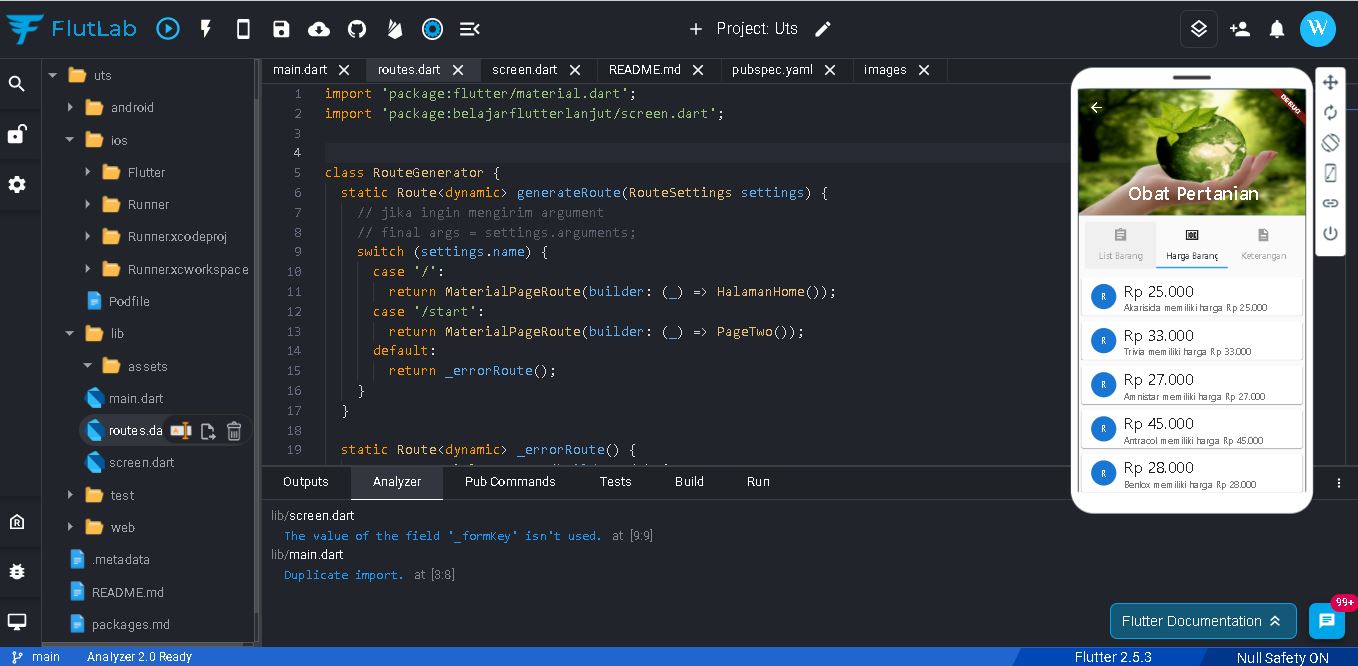 FlutLab
Project: Uts
W
main.dart
routes.dart
screen.dart
README.md
pubspec.yaml
images
uts
android
ios
Flutter
Runner
Runner.xcodeproj
Runner.xcworkspace
Podfile
lib
assets
main.dart
routes.da
screen.dart
test
web
.metadata
README.md
packages.md
1 import 'package:flutter/material.dart';
2 import 'package:belajarflutterlanjut/screen.dart';
3
4
5 class RouteGenerator {
6 static Route<dynamic> generateRoute(RouteSettings settings) {
7 // jika ingin mengirim argument
8 // final args = settings.arguments;
9 switch (settings.name) {
10 case '/':
11 return MaterialPageRoute(builder: (_) => HalamanHome());
12 case '/start':
13 return MaterialPageRoute(builder: (_) => PageTwo());
14 default:
15 return _errorRoute();
16 }
17 }
18
19 static Route<dynamic> _errorRoute() {
Outputs
Analyzer
Pub Commands
Tests
Build
Run
lib/screen.dart
The value of the field '_formKey' isn't used. at [9:9]
lib/main.dart
Duplicate import. at [3:8]
DEBUG
Obat Pertanian
List Barang
Harga Barang
Keterangan
R
Rp 25.000
Akarisida memiliki harga Rp 25.000
R
Rp 33.000
Trivia memiliki harga Rp 33.000
R
Rp 27.000
Amnistar memiliki harga Rp 27.000
R
Rp 45.000
Antracol memiliki harga Rp 45.000
R
Rp 28.000
Benlox memiliki harga Rp 28.000
Flutter Documentation
99+
main
Analyzer 2.0 Ready
Flutter 2.5.3
Null Safety ON